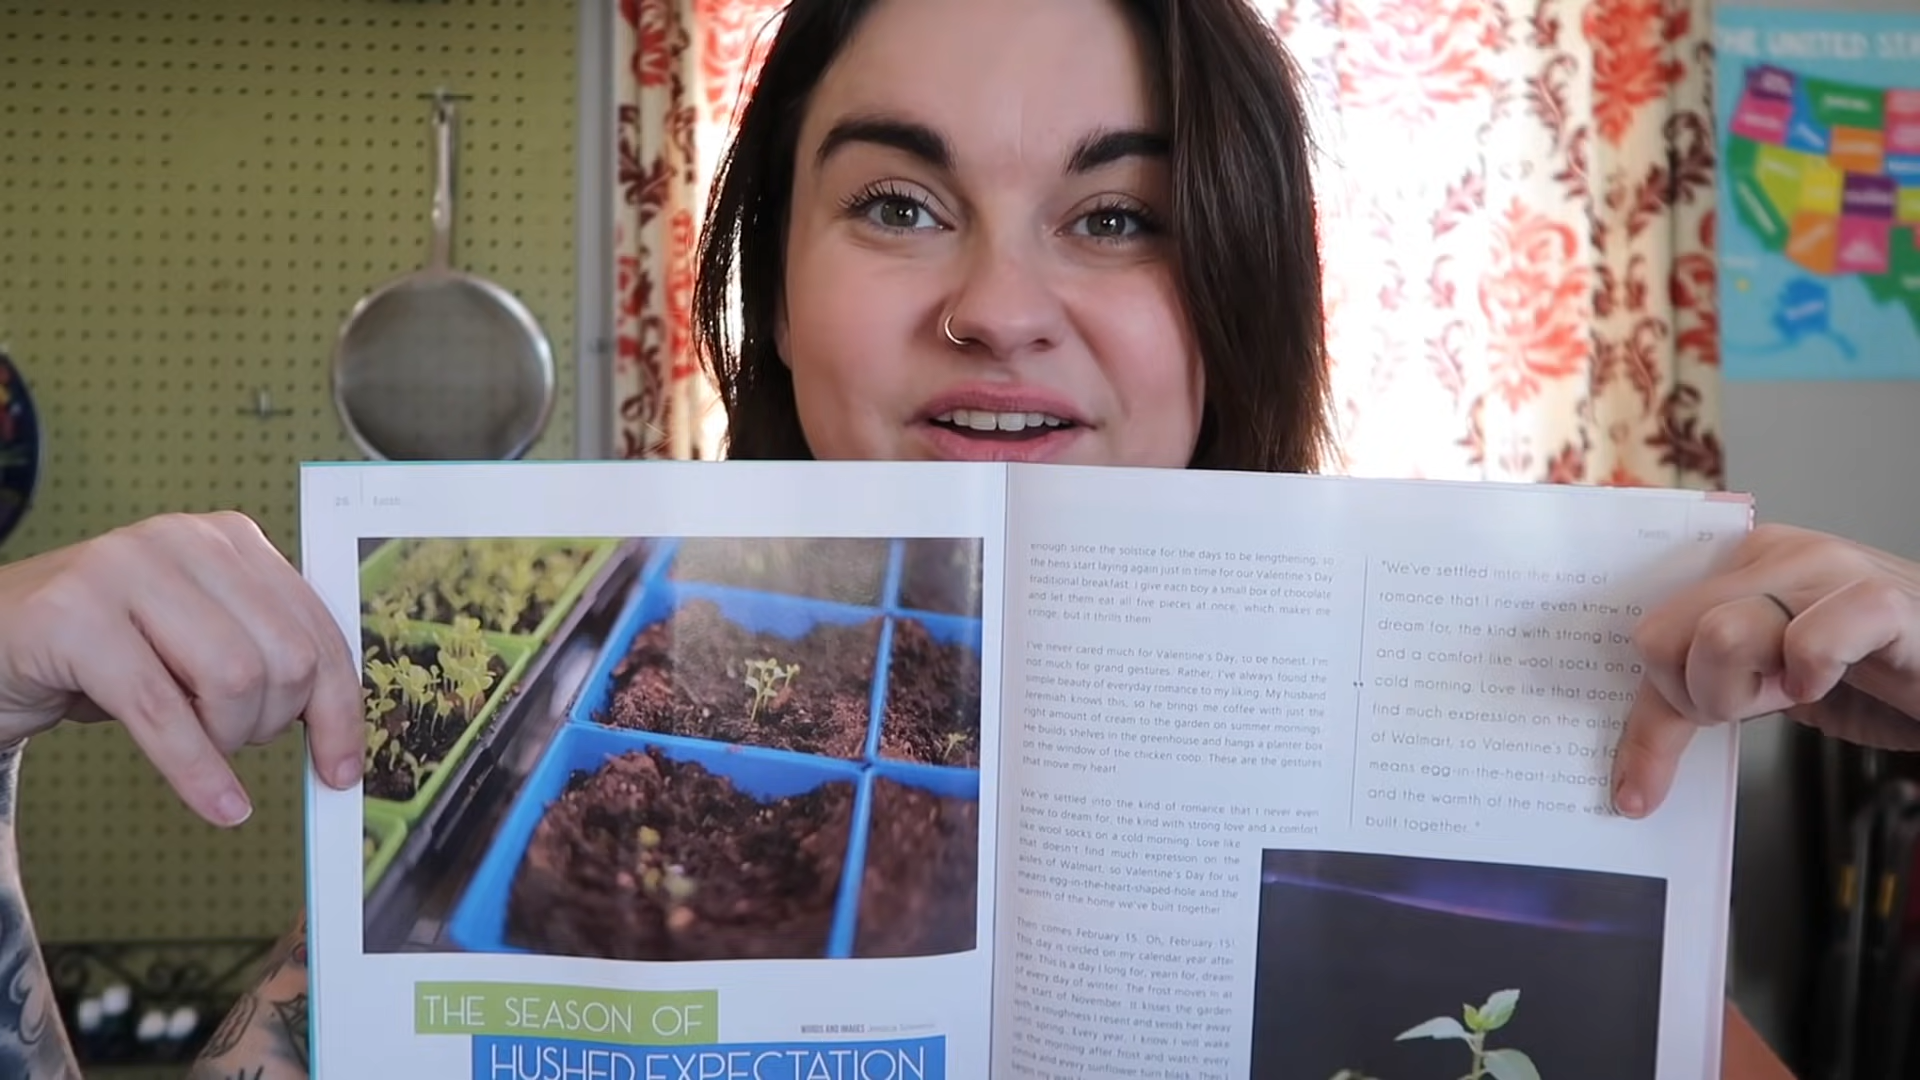 THE UNITED
26
27
THE SEASON OF
WORDS AND IMAGES
HUSHED EXPECTATION
enough since the solstice for the days to be lengthening, so
the hens start laying again just in time for our Valentine's Day
traditional breakfast. I give each boy a small box of chocolate
and let them eat all five pieces at once, which makes me
cringe, but it thrills them.
I've never cared much for Valentine's Day, to be honest. I'm
not much for grand gestures. Rather, I've always found the
simple beauty of everyday romance to my liking. My husband
Jeremiah knows this, so he brings me coffee with just the
right amount of cream to the garden on summer mornings.
He builds shelves in the greenhouse and hangs a planter box
on the window of the chicken coop. These are the gestures
that move my heart.
We've settled into the kind of romance that I never even
knew to dream for, the kind with strong love and a comfort
like wool socks on a cold morning. Love like
that doesn't find much expression on the
aisles of Walmart, so Valentine's Day for us
means egg-in-the-heart-shaped-hole and the
warmth of the home we've built together.
Then comes February 15. Oh, February 15!
This day is circled on my calendar year after
year. This is a day I long for, yearn for, dream
of every day of winter. The frost moves in at
the start of November. It kisses the garden
with a roughness I resent and sends her away
until spring. Every year, I know I will wake
up the morning after frost and watch every
zinnia and every sunflower turn black. Then I
"We've settled into the kind of
romance that I never even knew to
dream for, the kind with strong lov
and a comfort like wool socks on a
cold morning. Love like that doesn'
find much expression on the aisles
of Walmart, so Valentine's Day fo
means egg-in-the-heart-shaped-
and the warmth of the home we've
built together."